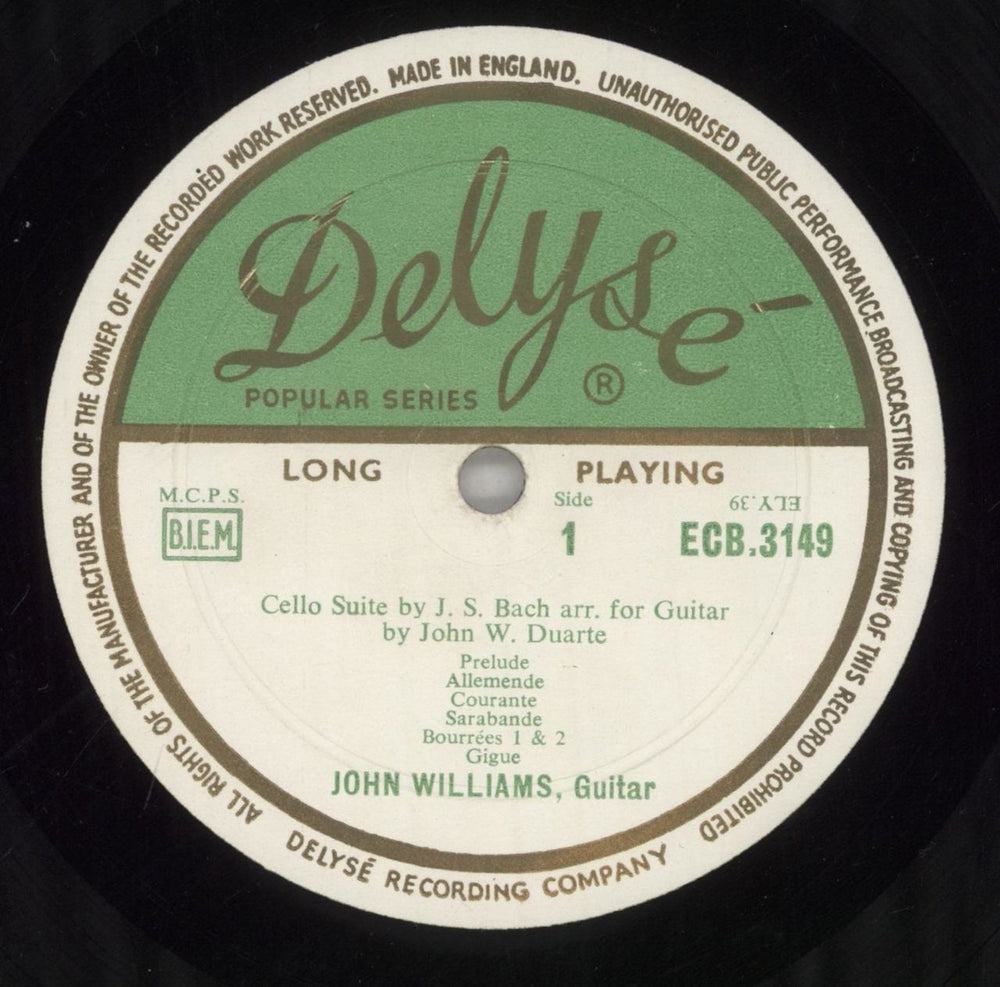 ALL RIGHTS OF THE MANUFACTURER AND OF THE OWNER OF THE RECORDED WORK RESERVED. MADE IN ENGLAND. UNAUTHORISED PUBLIC PERFORMANCE BROADCASTING AND COPYING OF THIS RECORD PROHIBITED
Delysé
POPULAR SERIES ®
LONG PLAYING
M.C.P.S. Side ELY.39
B.I.E.M. 1 ECB.3149
Cello Suite by J. S. Bach arr. for Guitar
by John W. Duarte
Prelude
Allemende
Courante
Sarabande
Bourrées 1 & 2
Gigue
JOHN WILLIAMS, Guitar
DELYSÉ RECORDING COMPANY